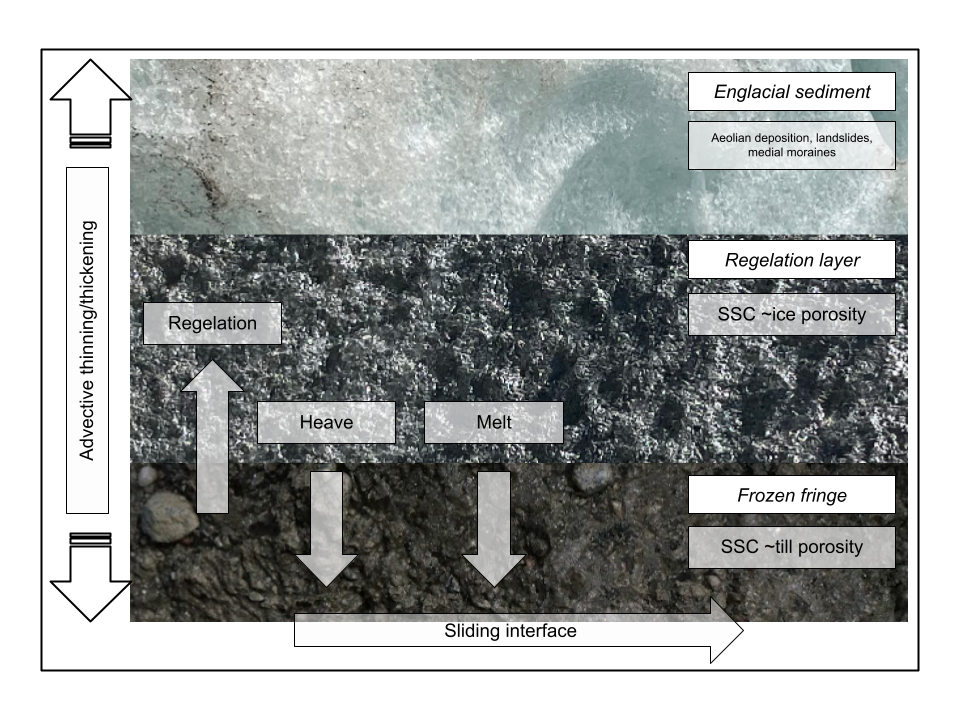 Englacial sediment
Aeolian deposition, landslides,
medial moraines
Advective thinning/thickening
Regelation layer
SSC ~ice porosity
Regelation
Heave
Melt
Frozen fringe
SSC ~till porosity
Sliding interface